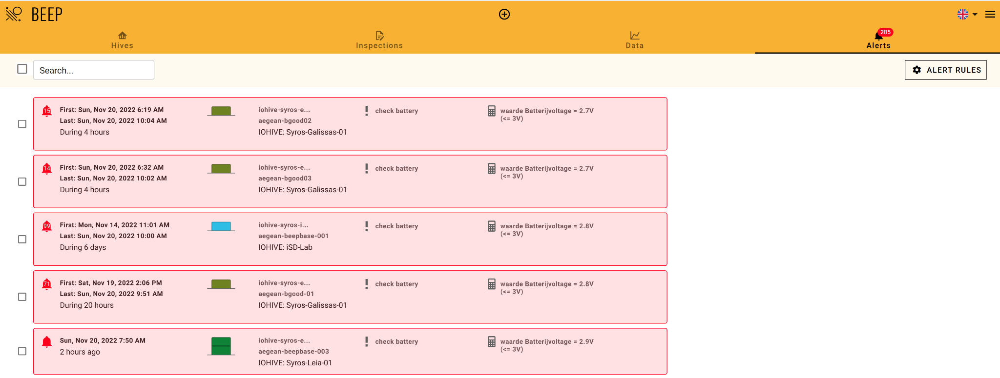 BEEP
Hives
Inspections
Data
285
Alerts
Search...
ALERT RULES
15
First: Sun, Nov 20, 2022 6:19 AM
Last: Sun, Nov 20, 2022 10:04 AM
During 4 hours
iohive-syros-e...
aegean-bgood02
IOHIVE: Syros-Galissas-01
check battery
waarde Batterijvoltage = 2.7V
(<= 3V)
14
First: Sun, Nov 20, 2022 6:32 AM
Last: Sun, Nov 20, 2022 10:02 AM
During 4 hours
iohive-syros-e...
aegean-bgood03
IOHIVE: Syros-Galissas-01
check battery
waarde Batterijvoltage = 2.7V
(<= 3V)
99
First: Mon, Nov 14, 2022 11:01 AM
Last: Sun, Nov 20, 2022 10:00 AM
During 6 days
iohive-syros-i...
aegean-beepbase-001
IOHIVE: iSD-Lab
check battery
waarde Batterijvoltage = 2.8V
(<= 3V)
71
First: Sat, Nov 19, 2022 2:06 PM
Last: Sun, Nov 20, 2022 9:51 AM
During 20 hours
iohive-syros-e...
aegean-bgood-01
IOHIVE: Syros-Galissas-01
check battery
waarde Batterijvoltage = 2.8V
(<= 3V)
Sun, Nov 20, 2022 7:50 AM
2 hours ago
iohive-syros-e...
aegean-beepbase-003
IOHIVE: Syros-Leia-01
check battery
waarde Batterijvoltage = 2.9V
(<= 3V)